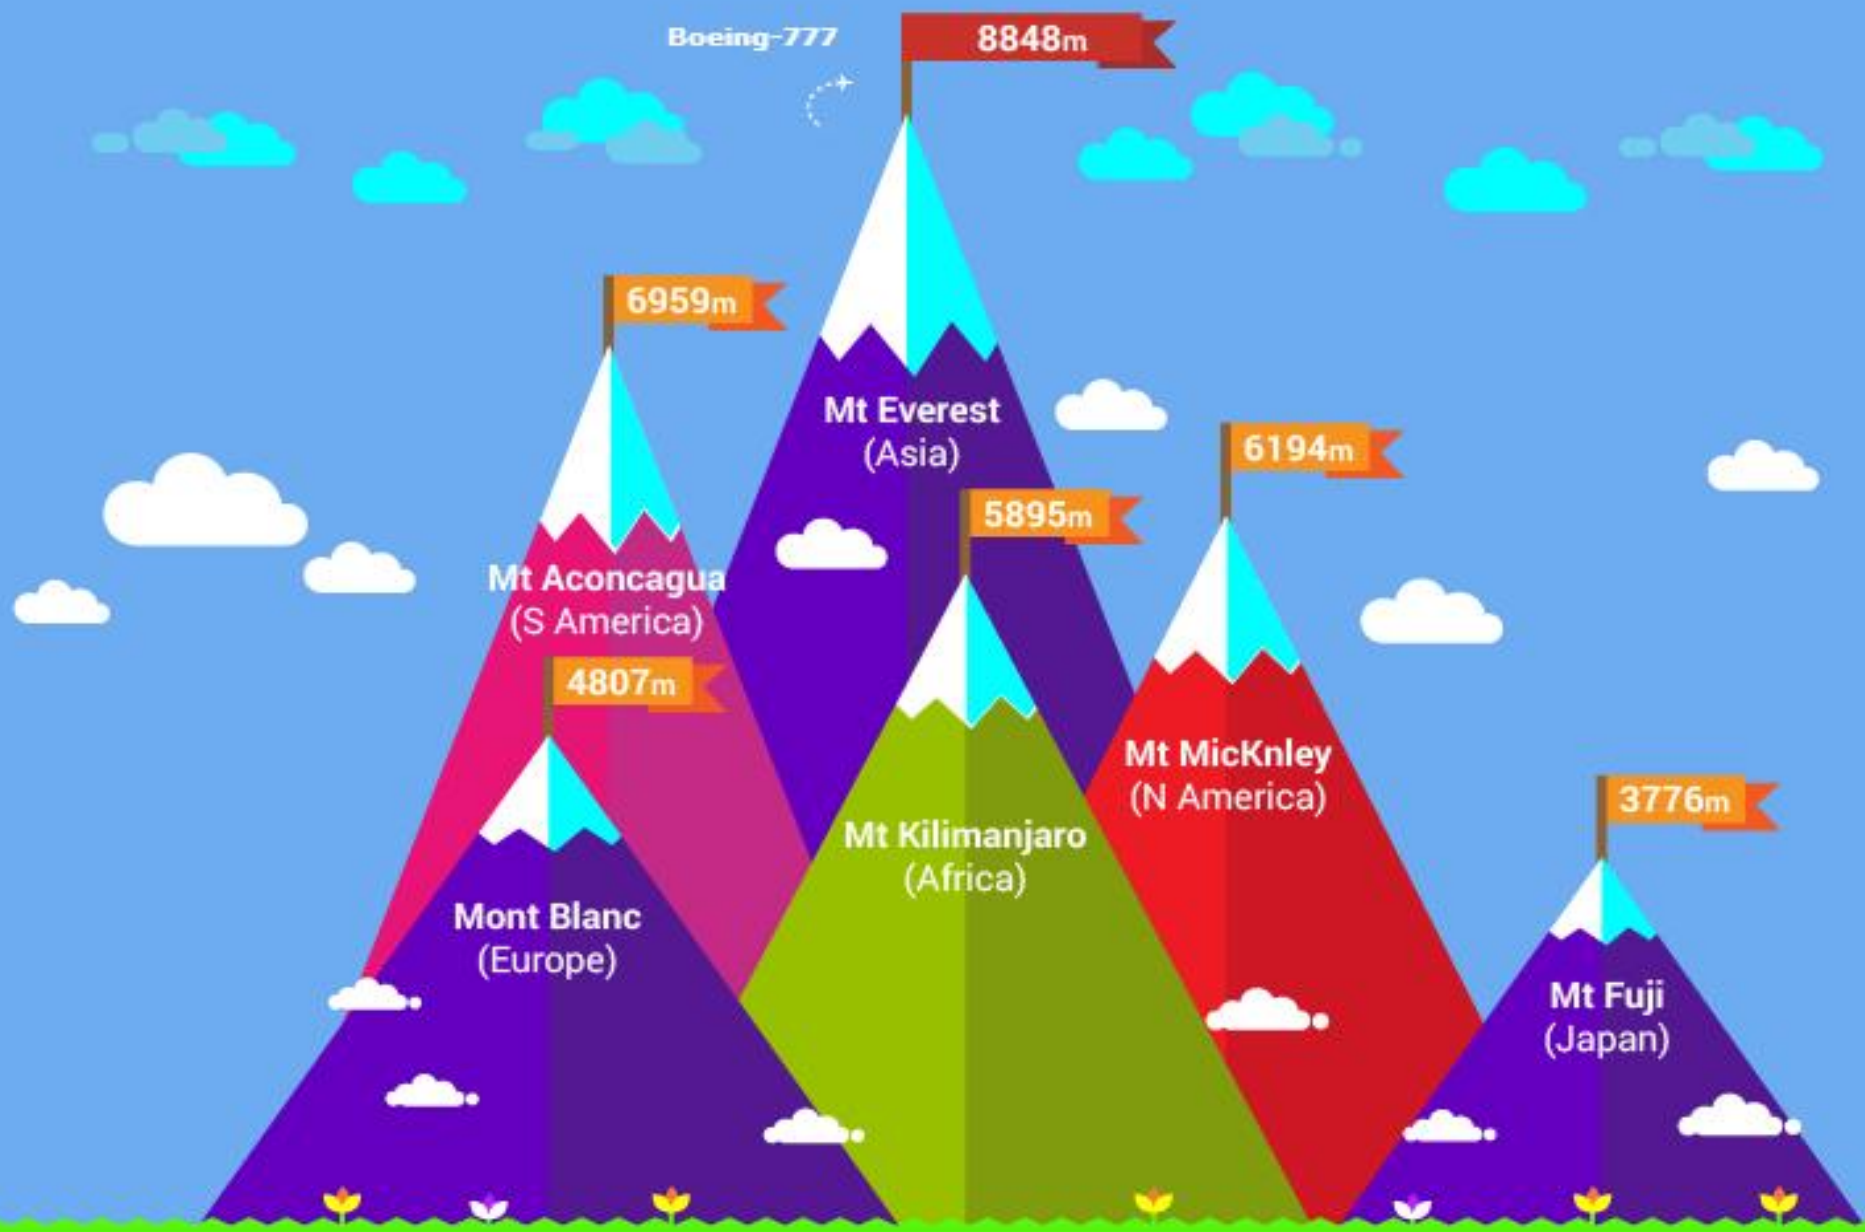 Boeing-777
8848m
6959m
Mt Everest
(Asia)
6194m
5895m
Mt Aconcagua
(S America)
4807m
Mt MicKnley
(N America)
3776m
Mt Kilimanjaro
(Africa)
Mont Blanc
(Europe)
Mt Fuji
(Japan)